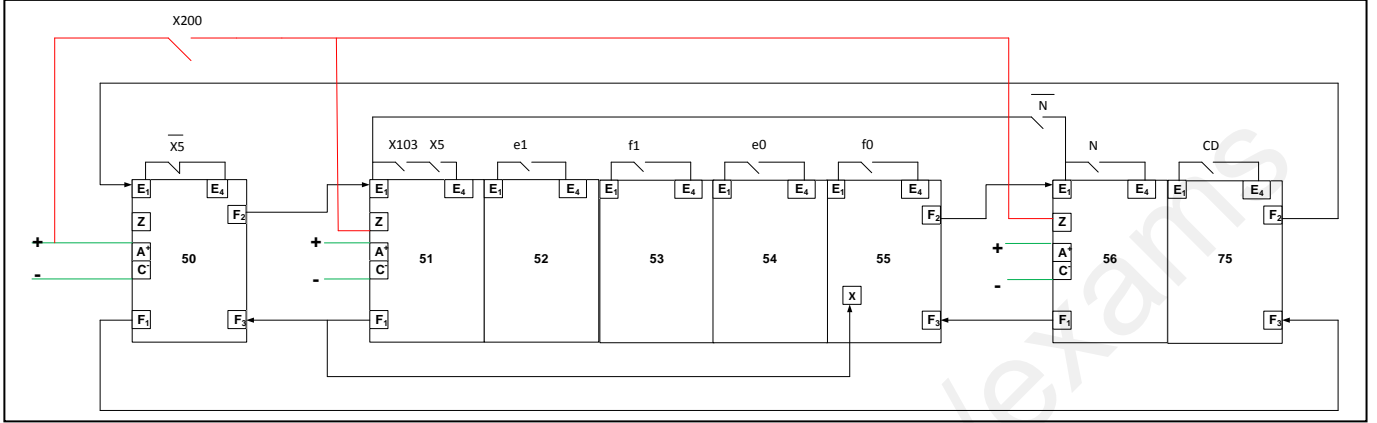 X200
N̅
X̅5̅ X103 X5 e1 f1 e0 f0 N CD
E₁ E₄ E₁ E₄ E₁ E₄ E₁ E₄ E₁ E₄ E₁ E₄ E₁ E₄ E₁ E₄
F₂ F₂ F₂
Z Z Z
+ A⁺ + A⁺ + A⁺
50 51 52 53 54 55 56 75
- C⁻ - C⁻ - C⁻
X
F₁ F₃ F₁ F₃ F₁ F₃
/exams